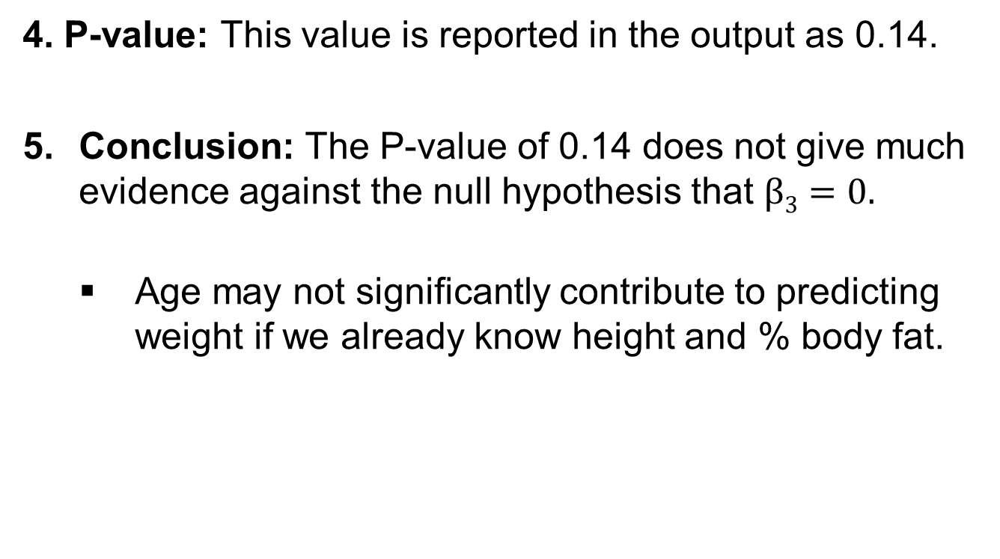 4. P-value: This value is reported in the output as 0.14.
5. Conclusion: The P-value of 0.14 does not give much
evidence against the null hypothesis that β₃ = 0.
▪ Age may not significantly contribute to predicting
weight if we already know height and % body fat.